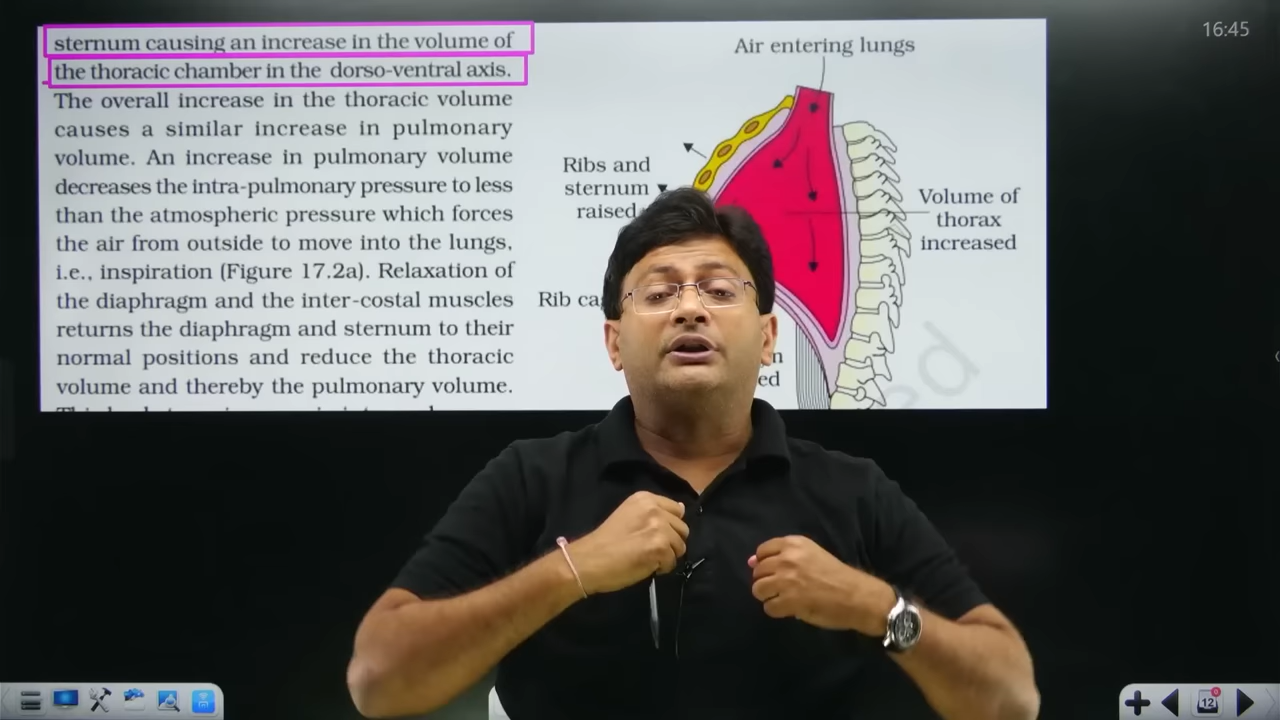 sternum causing an increase in the volume of
the thoracic chamber in the dorso-ventral axis.
The overall increase in the thoracic volume
causes a similar increase in pulmonary
volume. An increase in pulmonary volume
decreases the intra-pulmonary pressure to less
than the atmospheric pressure which forces
the air from outside to move into the lungs,
i.e., inspiration (Figure 17.2a). Relaxation of
the diaphragm and the inter-costal muscles
returns the diaphragm and sternum to their
normal positions and reduce the thoracic
volume and thereby the pulmonary volume.
Air entering lungs
Ribs and
sternum
raised
Volume of
thorax
increased
Rib
16:45
12